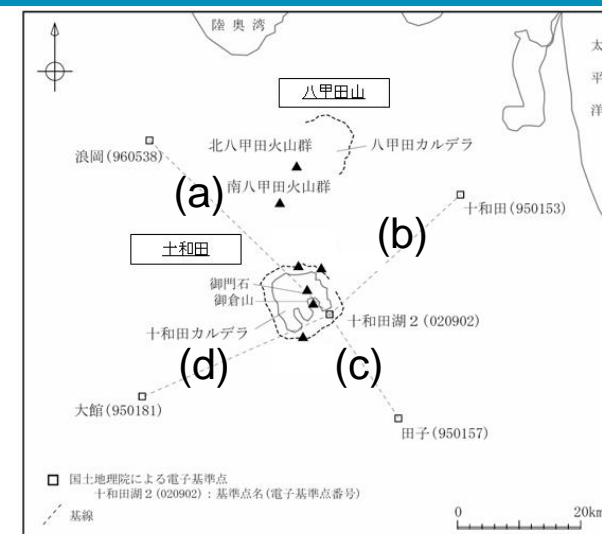 陸奥湾
太平洋
八甲田山
北八甲田火山群
八甲田カルデラ
浪岡(960538)
(a)
南八甲田火山群
十和田(950153)
(b)
十和田
御門石
御倉山
十和田湖2(020902)
十和田カルデラ
(d)
(c)
大館(950181)
田子(950157)
国土地理院による電子基準点
十和田湖2(020902):基準点名(電子基準点番号)
基線
0 20km